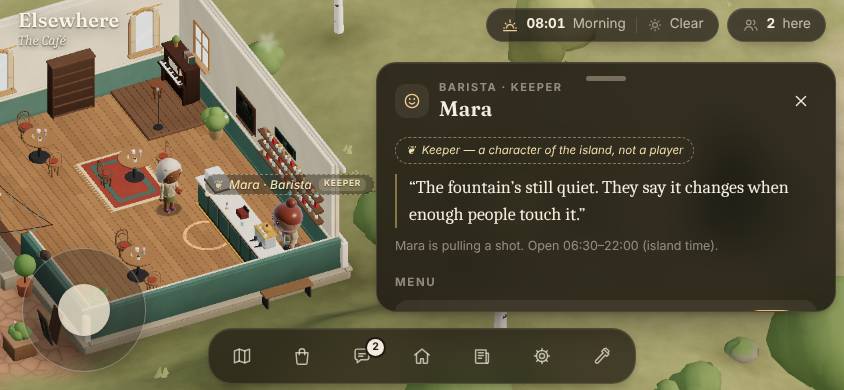 Elsewhere
The Café
08:01 Morning
Clear
2 here
BARISTA · KEEPER
Mara
Keeper — a character of the island, not a player
“The fountain’s still quiet. They say it changes when
enough people touch it.”
Mara is pulling a shot. Open 06:30–22:00 (island time).
MENU
Mara · Barista KEEPER
2